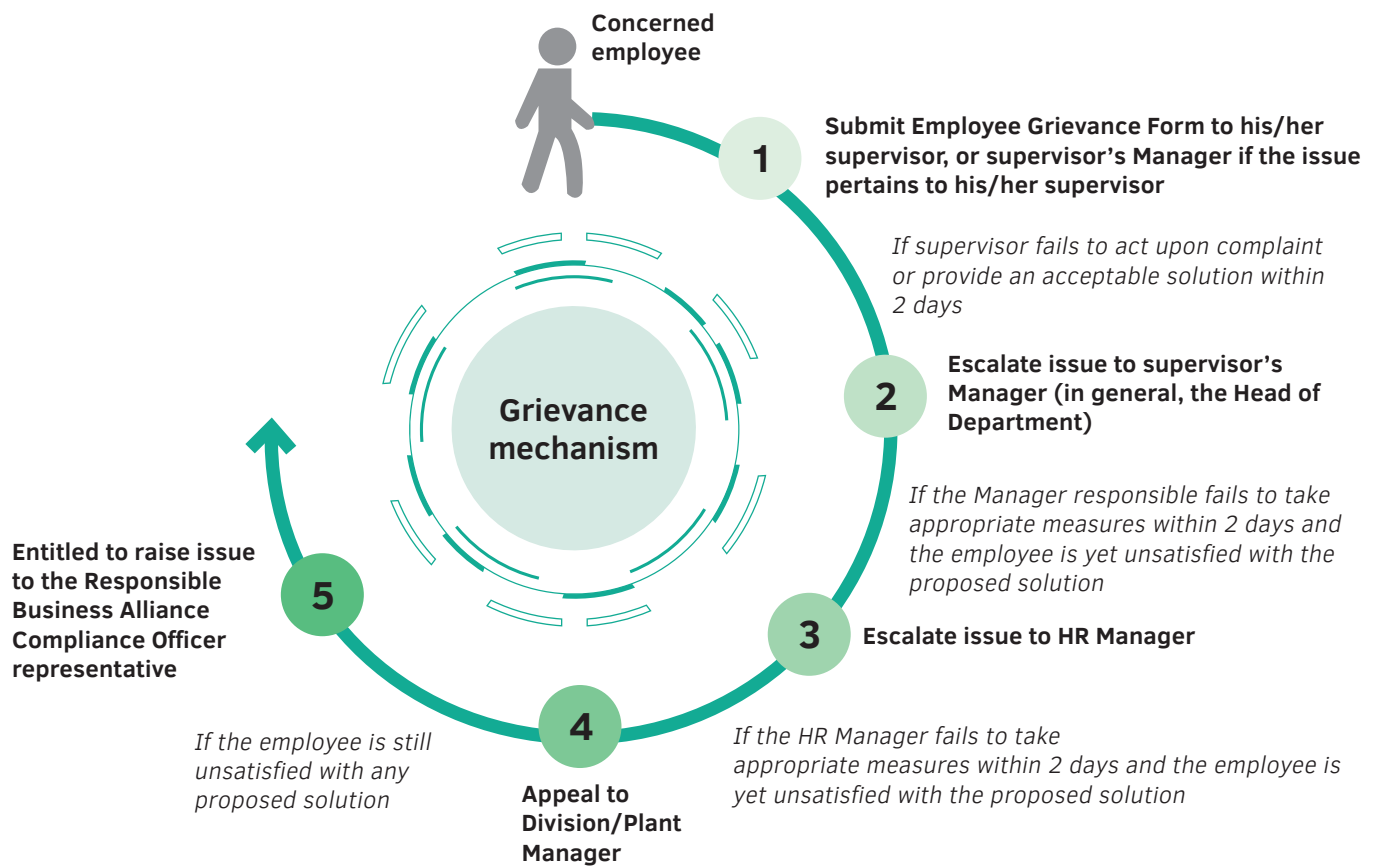 Concerned
employee
1
Submit Employee Grievance Form to his/her
supervisor, or supervisor’s Manager if the issue
pertains to his/her supervisor
If supervisor fails to act upon complaint
or provide an acceptable solution within
2 days
2
Escalate issue to supervisor’s
Manager (in general, the Head of
Department)
Grievance
mechanism
If the Manager responsible fails to take
appropriate measures within 2 days and
the employee is yet unsatisfied with the
proposed solution
3
Escalate issue to HR Manager
If the HR Manager fails to take
appropriate measures within 2 days and the employee is
yet unsatisfied with the proposed solution
4
Appeal to
Division/Plant
Manager
If the employee is still
unsatisfied with any
proposed solution
5
Entitled to raise issue
to the Responsible
Business Alliance
Compliance Officer
representative